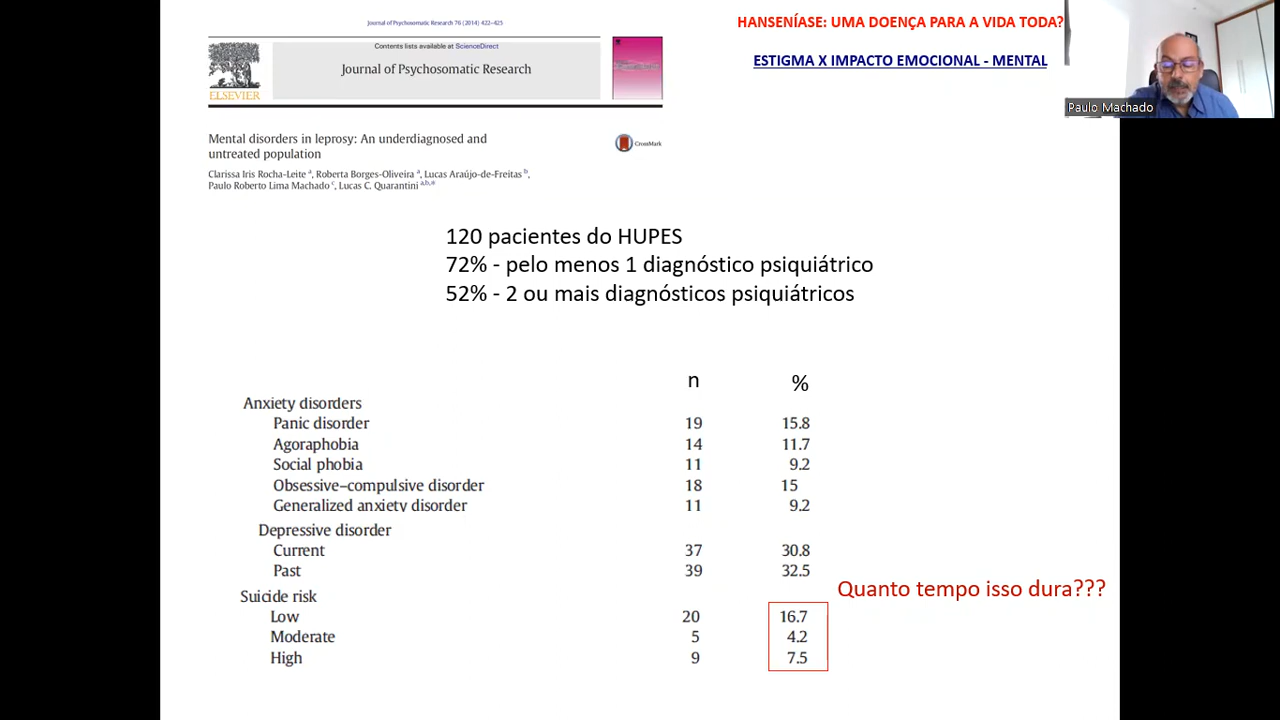 Journal of Psychosomatic Research 76 (2014) 422–425
Contents lists available at ScienceDirect
Journal of Psychosomatic Research
ELSEVIER
HANSENÍASE: UMA DOENÇA PARA A VIDA TODA?
ESTIGMA X IMPACTO EMOCIONAL - MENTAL
Paulo Machado
Mental disorders in leprosy: An underdiagnosed and
untreated population
CrossMark
Clarissa Iris Rocha-Leite a, Roberta Borges-Oliveira a, Lucas Araújo-de-Freitas b,
Paulo Roberto Lima Machado c, Lucas C. Quarantini a,b,*
120 pacientes do HUPES
72% - pelo menos 1 diagnóstico psiquiátrico
52% - 2 ou mais diagnósticos psiquiátricos
n %
Anxiety disorders
Panic disorder 19 15.8
Agoraphobia 14 11.7
Social phobia 11 9.2
Obsessive–compulsive disorder 18 15
Generalized anxiety disorder 11 9.2
Depressive disorder
Current 37 30.8
Past 39 32.5
Quanto tempo isso dura???
Suicide risk
Low 20 16.7
Moderate 5 4.2
High 9 7.5